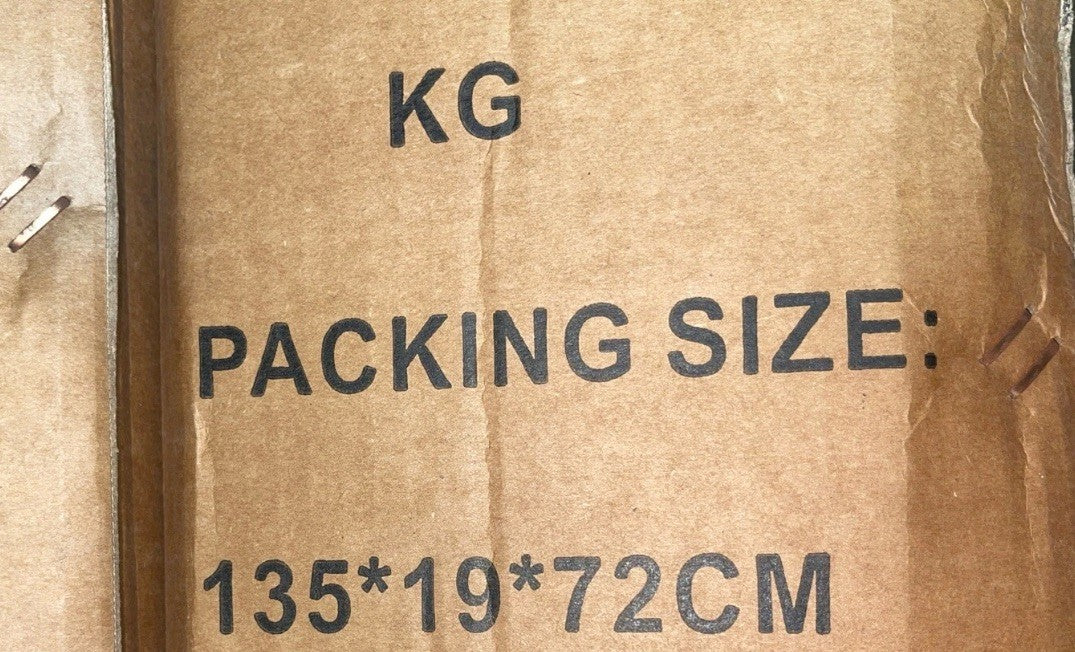 KG
PACKING SIZE:
135*19*72CM